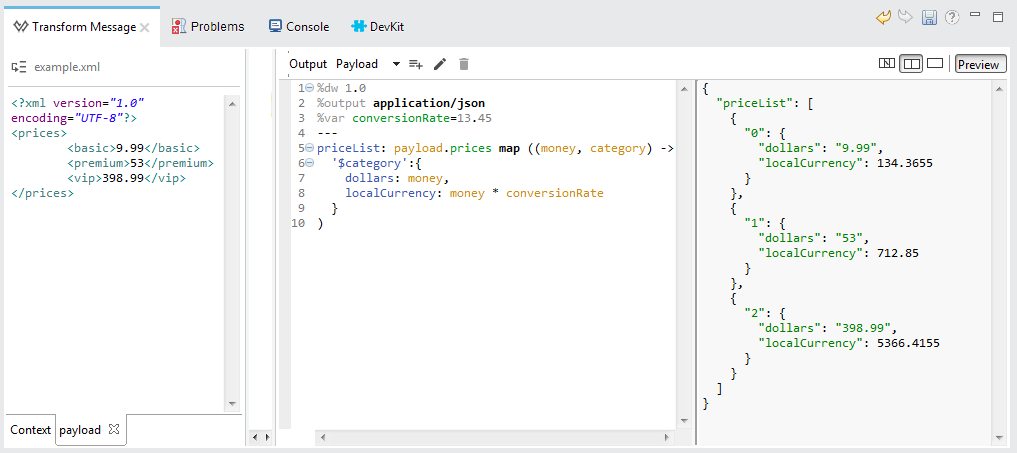 Transform Message
Problems
Console
DevKit
example.xml
<?xml version="1.0"
encoding="UTF-8"?>
<prices>
        <basic>9.99</basic>
        <premium>53</premium>
        <vip>398.99</vip>
</prices>
Context
payload
Output Payload
N
Preview
1 %dw 1.0
2 %output application/json
3 %var conversionRate=13.45
4 ---
5 priceList: payload.prices map ((money, category) ->
6   '$category':{
7     dollars: money,
8     localCurrency: money * conversionRate
9   }
10 )
{
  "priceList": [
    {
      "0": {
        "dollars": "9.99",
        "localCurrency": 134.3655
      }
    },
    {
      "1": {
        "dollars": "53",
        "localCurrency": 712.85
      }
    },
    {
      "2": {
        "dollars": "398.99",
        "localCurrency": 5366.4155
      }
    }
  ]
}